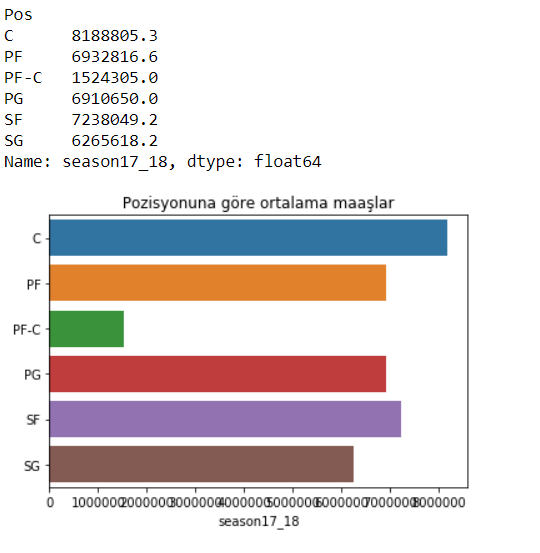 Pos
C 8188805.3
PF 6932816.6
PF-C 1524305.0
PG 6910650.0
SF 7238049.2
SG 6265618.2
Name: season17_18, dtype: float64
Pozisyonuna göre ortalama maaşlar
C
PF
PF-C
PG
SF
SG
0 1000000 2000000 3000000 4000000 5000000 6000000 7000000 8000000
season17_18